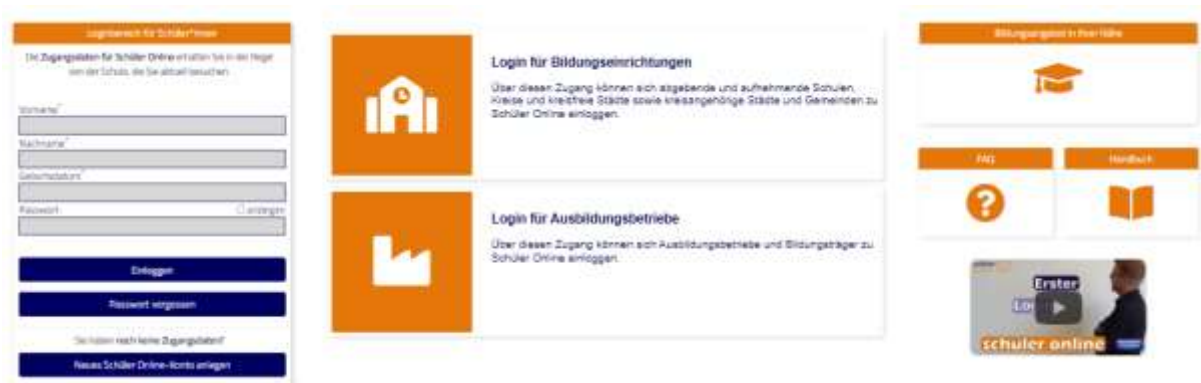 Loginbereich für Schüler*innen
Die Zugangsdaten für Schüler Online erhalten Sie in der Regel
von der Schule, die Sie aktuell besuchen.
Vorname*
Nachname*
Geburtsdatum*
Passwort
anzeigen
Einloggen
Passwort vergessen
Sie haben noch keine Zugangsdaten?
Neues Schüler Online-Konto anlegen
Login für Bildungseinrichtungen
Über diesen Zugang können sich abgebende und aufnehmende Schulen,
Kreise und kreisfreie Städte sowie kreisangehörige Städte und Gemeinden zu
Schüler Online einloggen.
Login für Ausbildungsbetriebe
Über diesen Zugang können sich Ausbildungsbetriebe und Bildungsträger zu
Schüler Online einloggen.
Bildungsangebot in Ihrer Nähe
FAQ
Handbuch
Erster
schüler online